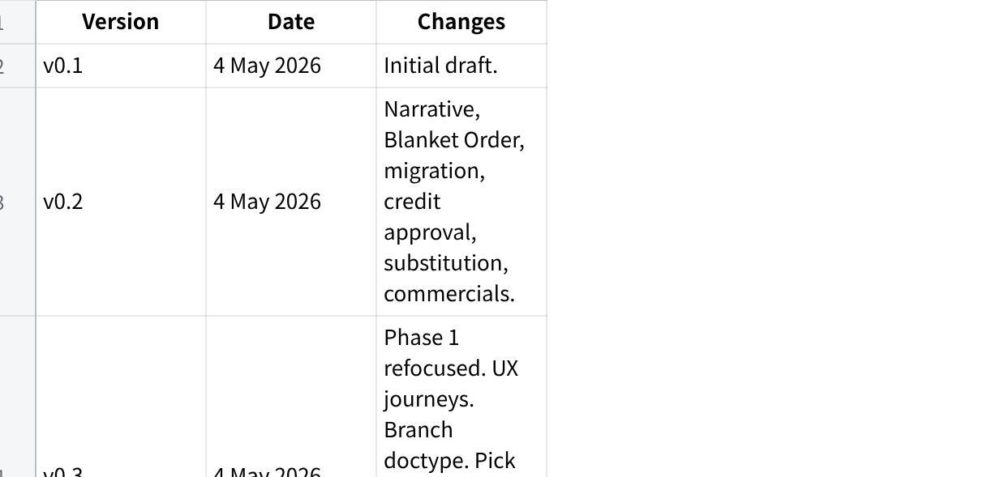 1 Version Date Changes
2 v0.1 4 May 2026 Initial draft.
Narrative,
Blanket Order,
migration,
3 v0.2 4 May 2026 credit
approval,
substitution,
commercials.
Phase 1
refocused. UX
journeys.
Branch
doctype. Pick
v0.3 4 May 2026